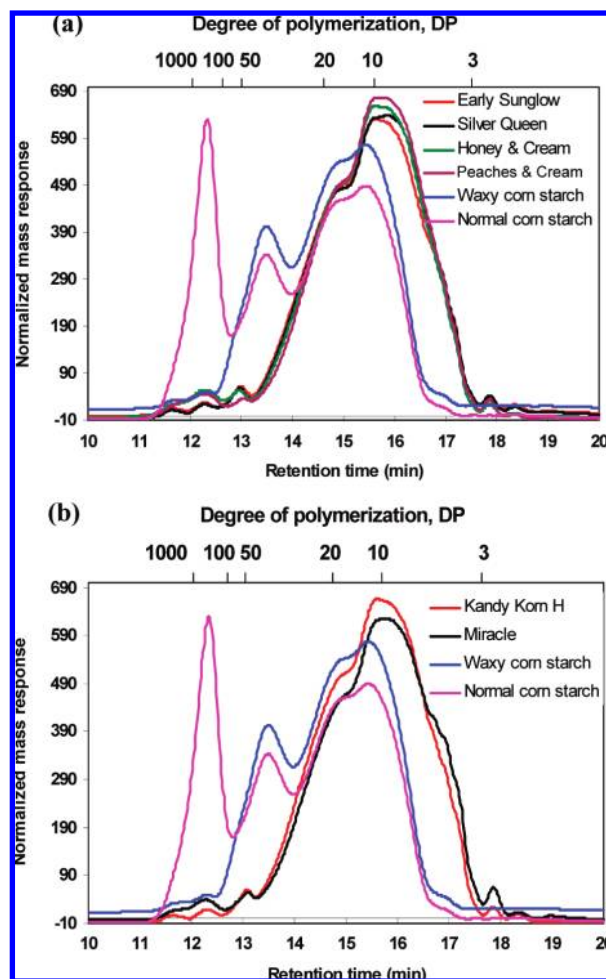 (a)
Degree of polymerization, DP
1000 100 50 20 10 3
690
590
490
390
290
190
90
-10
Normalized mass response
Early Sunglow
Silver Queen
Honey & Cream
Peaches & Cream
Waxy corn starch
Normal corn starch
10 11 12 13 14 15 16 17 18 19 20
Retention time (min)
(b)
Degree of polymerization, DP
1000 100 50 20 10 3
690
590
490
390
290
190
90
-10
Normalized mass response
Kandy Korn H
Miracle
Waxy corn starch
Normal corn starch
10 11 12 13 14 15 16 17 18 19 20
Retention time (min)